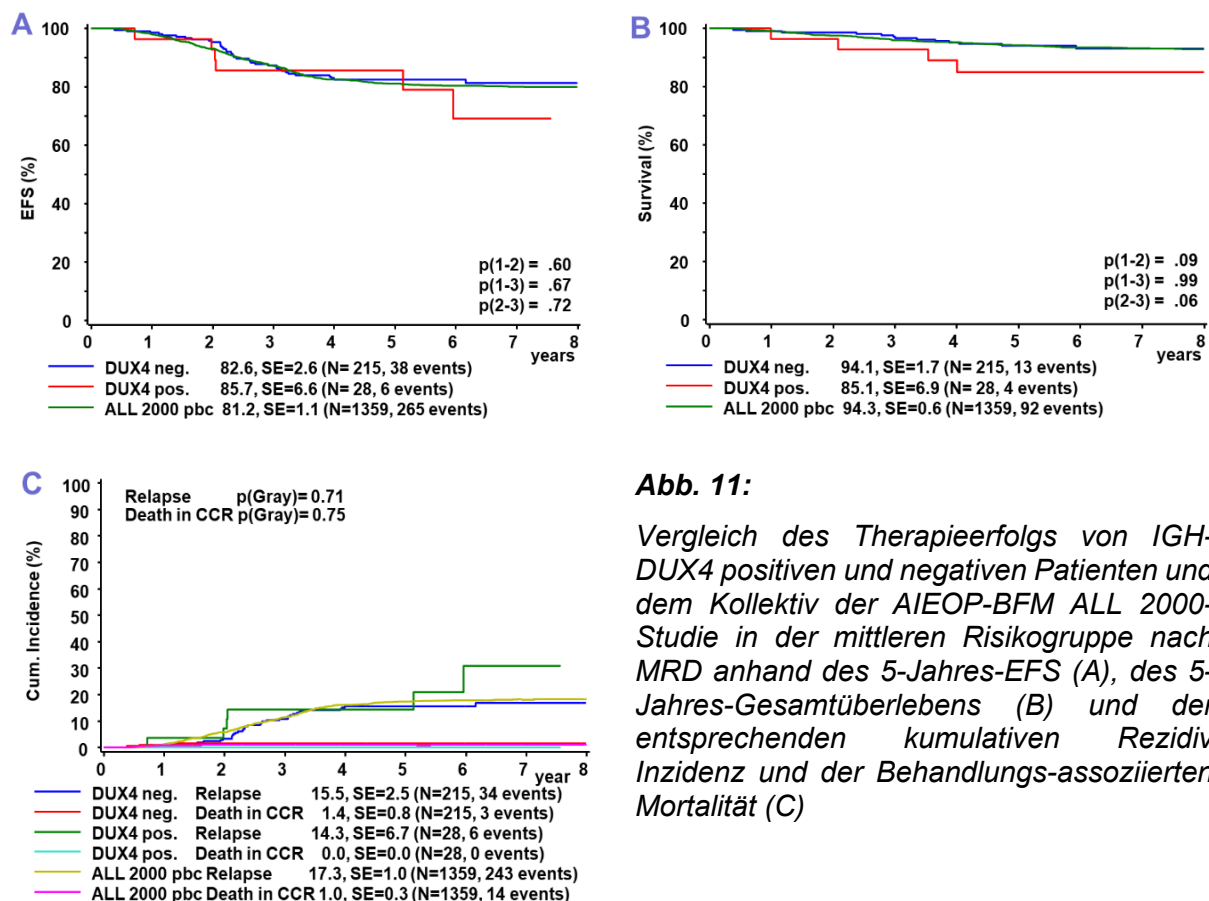 A
100
80
60
40
20
0
EFS (%)
p(1-2) = .60
p(1-3) = .67
p(2-3) = .72
0 1 2 3 4 5 6 7 8
years
DUX4 neg. 82.6, SE=2.6 (N= 215, 38 events)
DUX4 pos. 85.7, SE=6.6 (N= 28, 6 events)
ALL 2000 pbc 81.2, SE=1.1 (N=1359, 265 events)
B
100
80
60
40
20
0
Survival (%)
p(1-2) = .09
p(1-3) = .99
p(2-3) = .06
0 1 2 3 4 5 6 7 8
years
DUX4 neg. 94.1, SE=1.7 (N= 215, 13 events)
DUX4 pos. 85.1, SE=6.9 (N= 28, 4 events)
ALL 2000 pbc 94.3, SE=0.6 (N=1359, 92 events)
C
100
90
80
70
60
50
40
30
20
10
0
Cum. Incidence (%)
Relapse p(Gray)= 0.71
Death in CCR p(Gray)= 0.75
0 1 2 3 4 5 6 7 8
year
DUX4 neg. Relapse 15.5, SE=2.5 (N=215, 34 events)
DUX4 neg. Death in CCR 1.4, SE=0.8 (N=215, 3 events)
DUX4 pos. Relapse 14.3, SE=6.7 (N=28, 6 events)
DUX4 pos. Death in CCR 0.0, SE=0.0 (N=28, 0 events)
ALL 2000 pbc Relapse 17.3, SE=1.0 (N=1359, 243 events)
ALL 2000 pbc Death in CCR 1.0, SE=0.3 (N=1359, 14 events)
Abb. 11:
Vergleich des Therapieerfolgs von IGH-
DUX4 positiven und negativen Patienten und
dem Kollektiv der AIEOP-BFM ALL 2000-
Studie in der mittleren Risikogruppe nach
MRD anhand des 5-Jahres-EFS (A), des 5-
Jahres-Gesamtüberlebens (B) und der
entsprechenden kumulativen Rezidiv
Inzidenz und der Behandlungs-assoziierten
Mortalität (C)